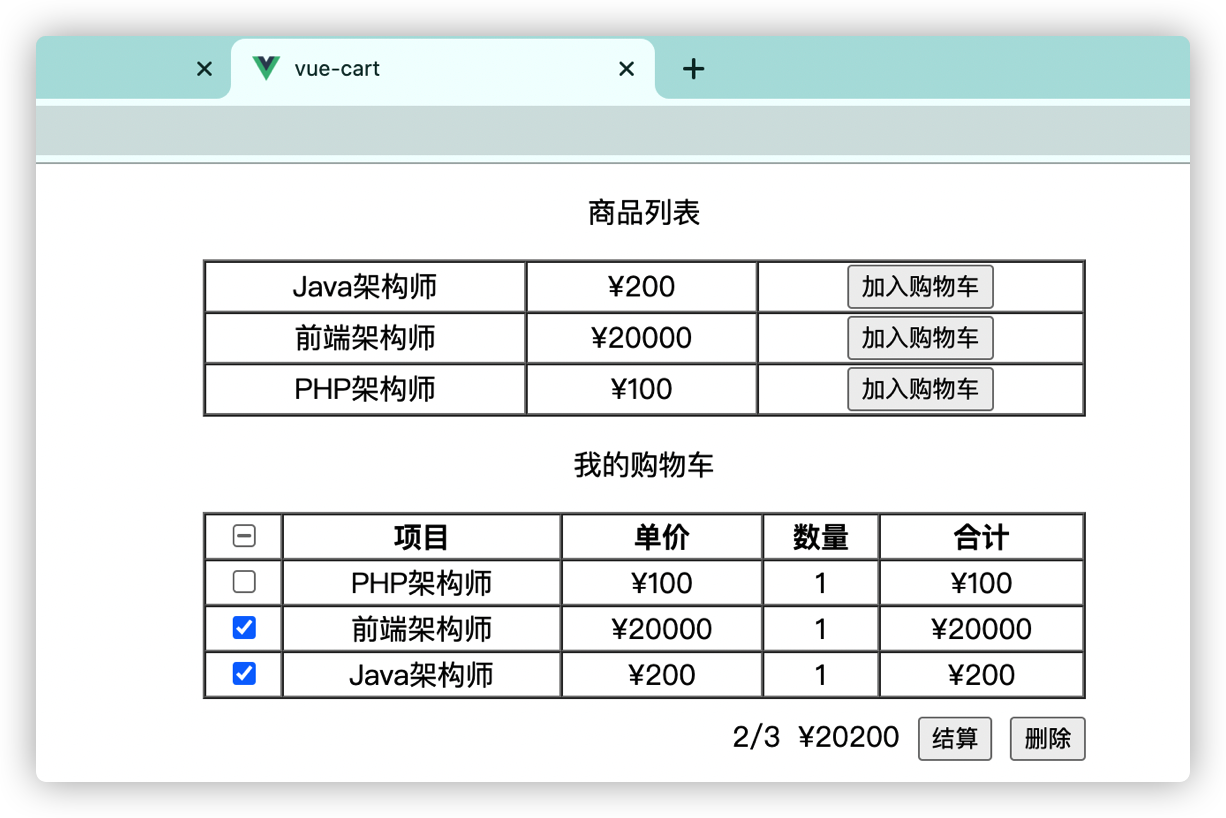 vue-cart
商品列表
Java架构师 ¥200 加入购物车
前端架构师 ¥20000 加入购物车
PHP架构师 ¥100 加入购物车
我的购物车
项目 单价 数量 合计
PHP架构师 ¥100 1 ¥100
前端架构师 ¥20000 1 ¥20000
Java架构师 ¥200 1 ¥200
2/3 ¥20200 结算 删除